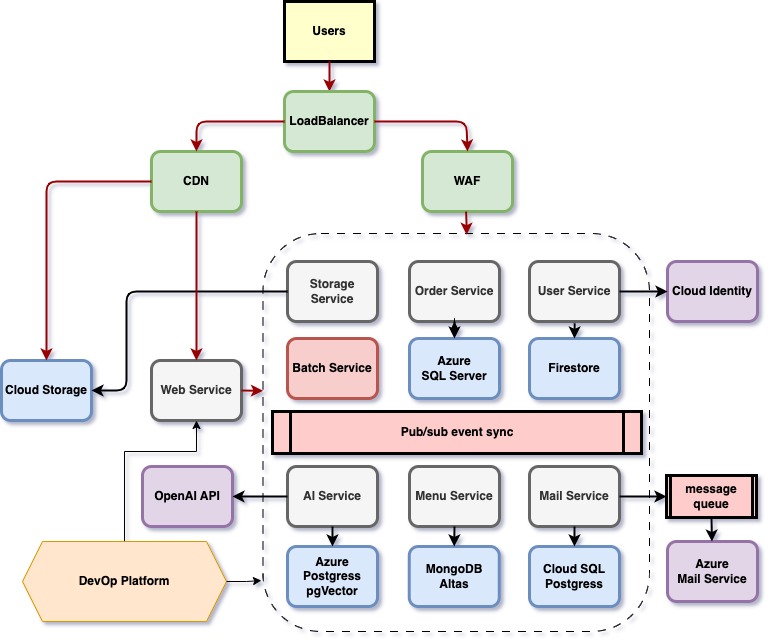 Users
LoadBalancer
CDN
WAF
Storage
Service
Order Service
User Service
Cloud Identity
Cloud Storage
Web Service
Batch Service
Azure
SQL Server
Firestore
Pub/sub event sync
OpenAI API
AI Service
Menu Service
Mail Service
message
queue
DevOp Platform
Azure
Postgress
pgVector
MongoDB
Altas
Cloud SQL
Postgress
Azure
Mail Service